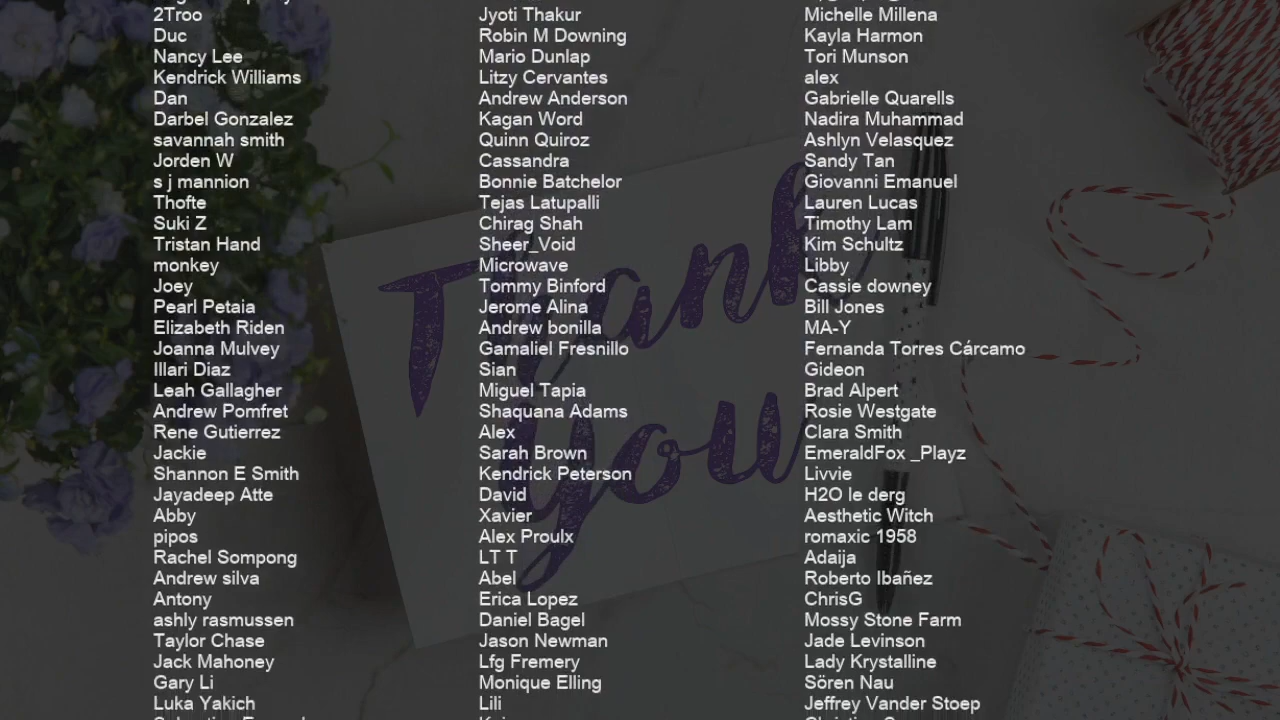 2Troo
Duc
Nancy Lee
Kendrick Williams
Dan
Darbel Gonzalez
savannah smith
Jorden W
s j mannion
Thofte
Suki Z
Tristan Hand
monkey
Joey
Pearl Petaia
Elizabeth Riden
Joanna Mulvey
Illari Diaz
Leah Gallagher
Andrew Pomfret
Rene Gutierrez
Jackie
Shannon E Smith
Jayadeep Atte
Abby
pipos
Rachel Sompong
Andrew silva
Antony
ashly rasmussen
Taylor Chase
Jack Mahoney
Gary Li
Luka Yakich
Jyoti Thakur
Robin M Downing
Mario Dunlap
Litzy Cervantes
Andrew Anderson
Kagan Word
Quinn Quiroz
Cassandra
Bonnie Batchelor
Tejas Latupalli
Chirag Shah
Sheer_Void
Microwave
Tommy Binford
Jerome Alina
Andrew bonilla
Gamaliel Fresnillo
Sian
Miguel Tapia
Shaquana Adams
Alex
Sarah Brown
Kendrick Peterson
David
Xavier
Alex Proulx
LT T
Abel
Erica Lopez
Daniel Bagel
Jason Newman
Lfg Fremery
Monique Elling
Lili
Michelle Millena
Kayla Harmon
Tori Munson
alex
Gabrielle Quarells
Nadira Muhammad
Ashlyn Velasquez
Sandy Tan
Giovanni Emanuel
Lauren Lucas
Timothy Lam
Kim Schultz
Libby
Cassie downey
Bill Jones
MA-Y
Fernanda Torres Cárcamo
Gideon
Brad Alpert
Rosie Westgate
Clara Smith
EmeraldFox _Playz
Livvie
H2O le derg
Aesthetic Witch
romaxic 1958
Adaija
Roberto Ibañez
ChrisG
Mossy Stone Farm
Jade Levinson
Lady Krystalline
Sören Nau
Jeffrey Vander Stoep
Thank
you